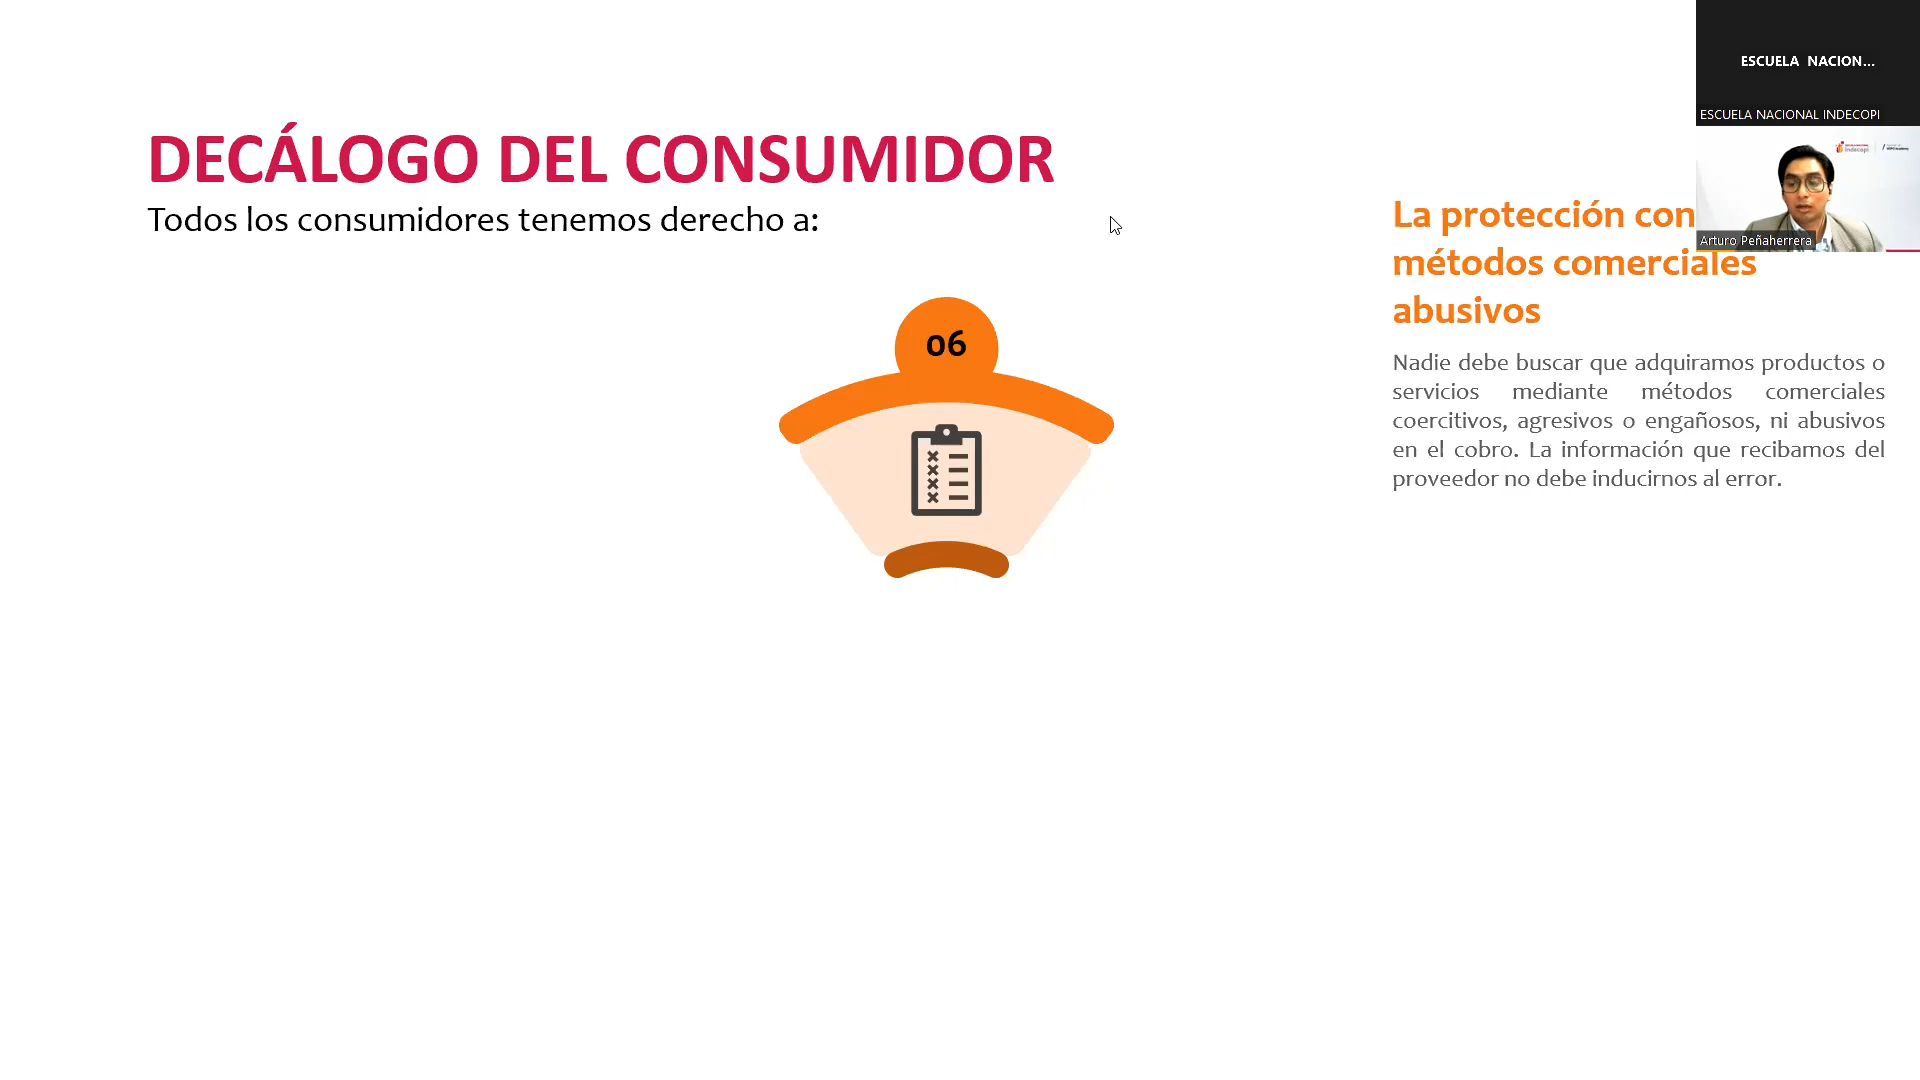 ESCUELA NACION...
ESCUELA NACIONAL INDECOPI
indecopi
Arturo Peñaherrera
DECÁLOGO DEL CONSUMIDOR
Todos los consumidores tenemos derecho a:
06
La protección con
métodos comerciales
abusivos
Nadie debe buscar que adquiramos productos o
servicios mediante métodos comerciales
coercitivos, agresivos o engañosos, ni abusivos
en el cobro. La información que recibamos del
proveedor no debe inducirnos al error.